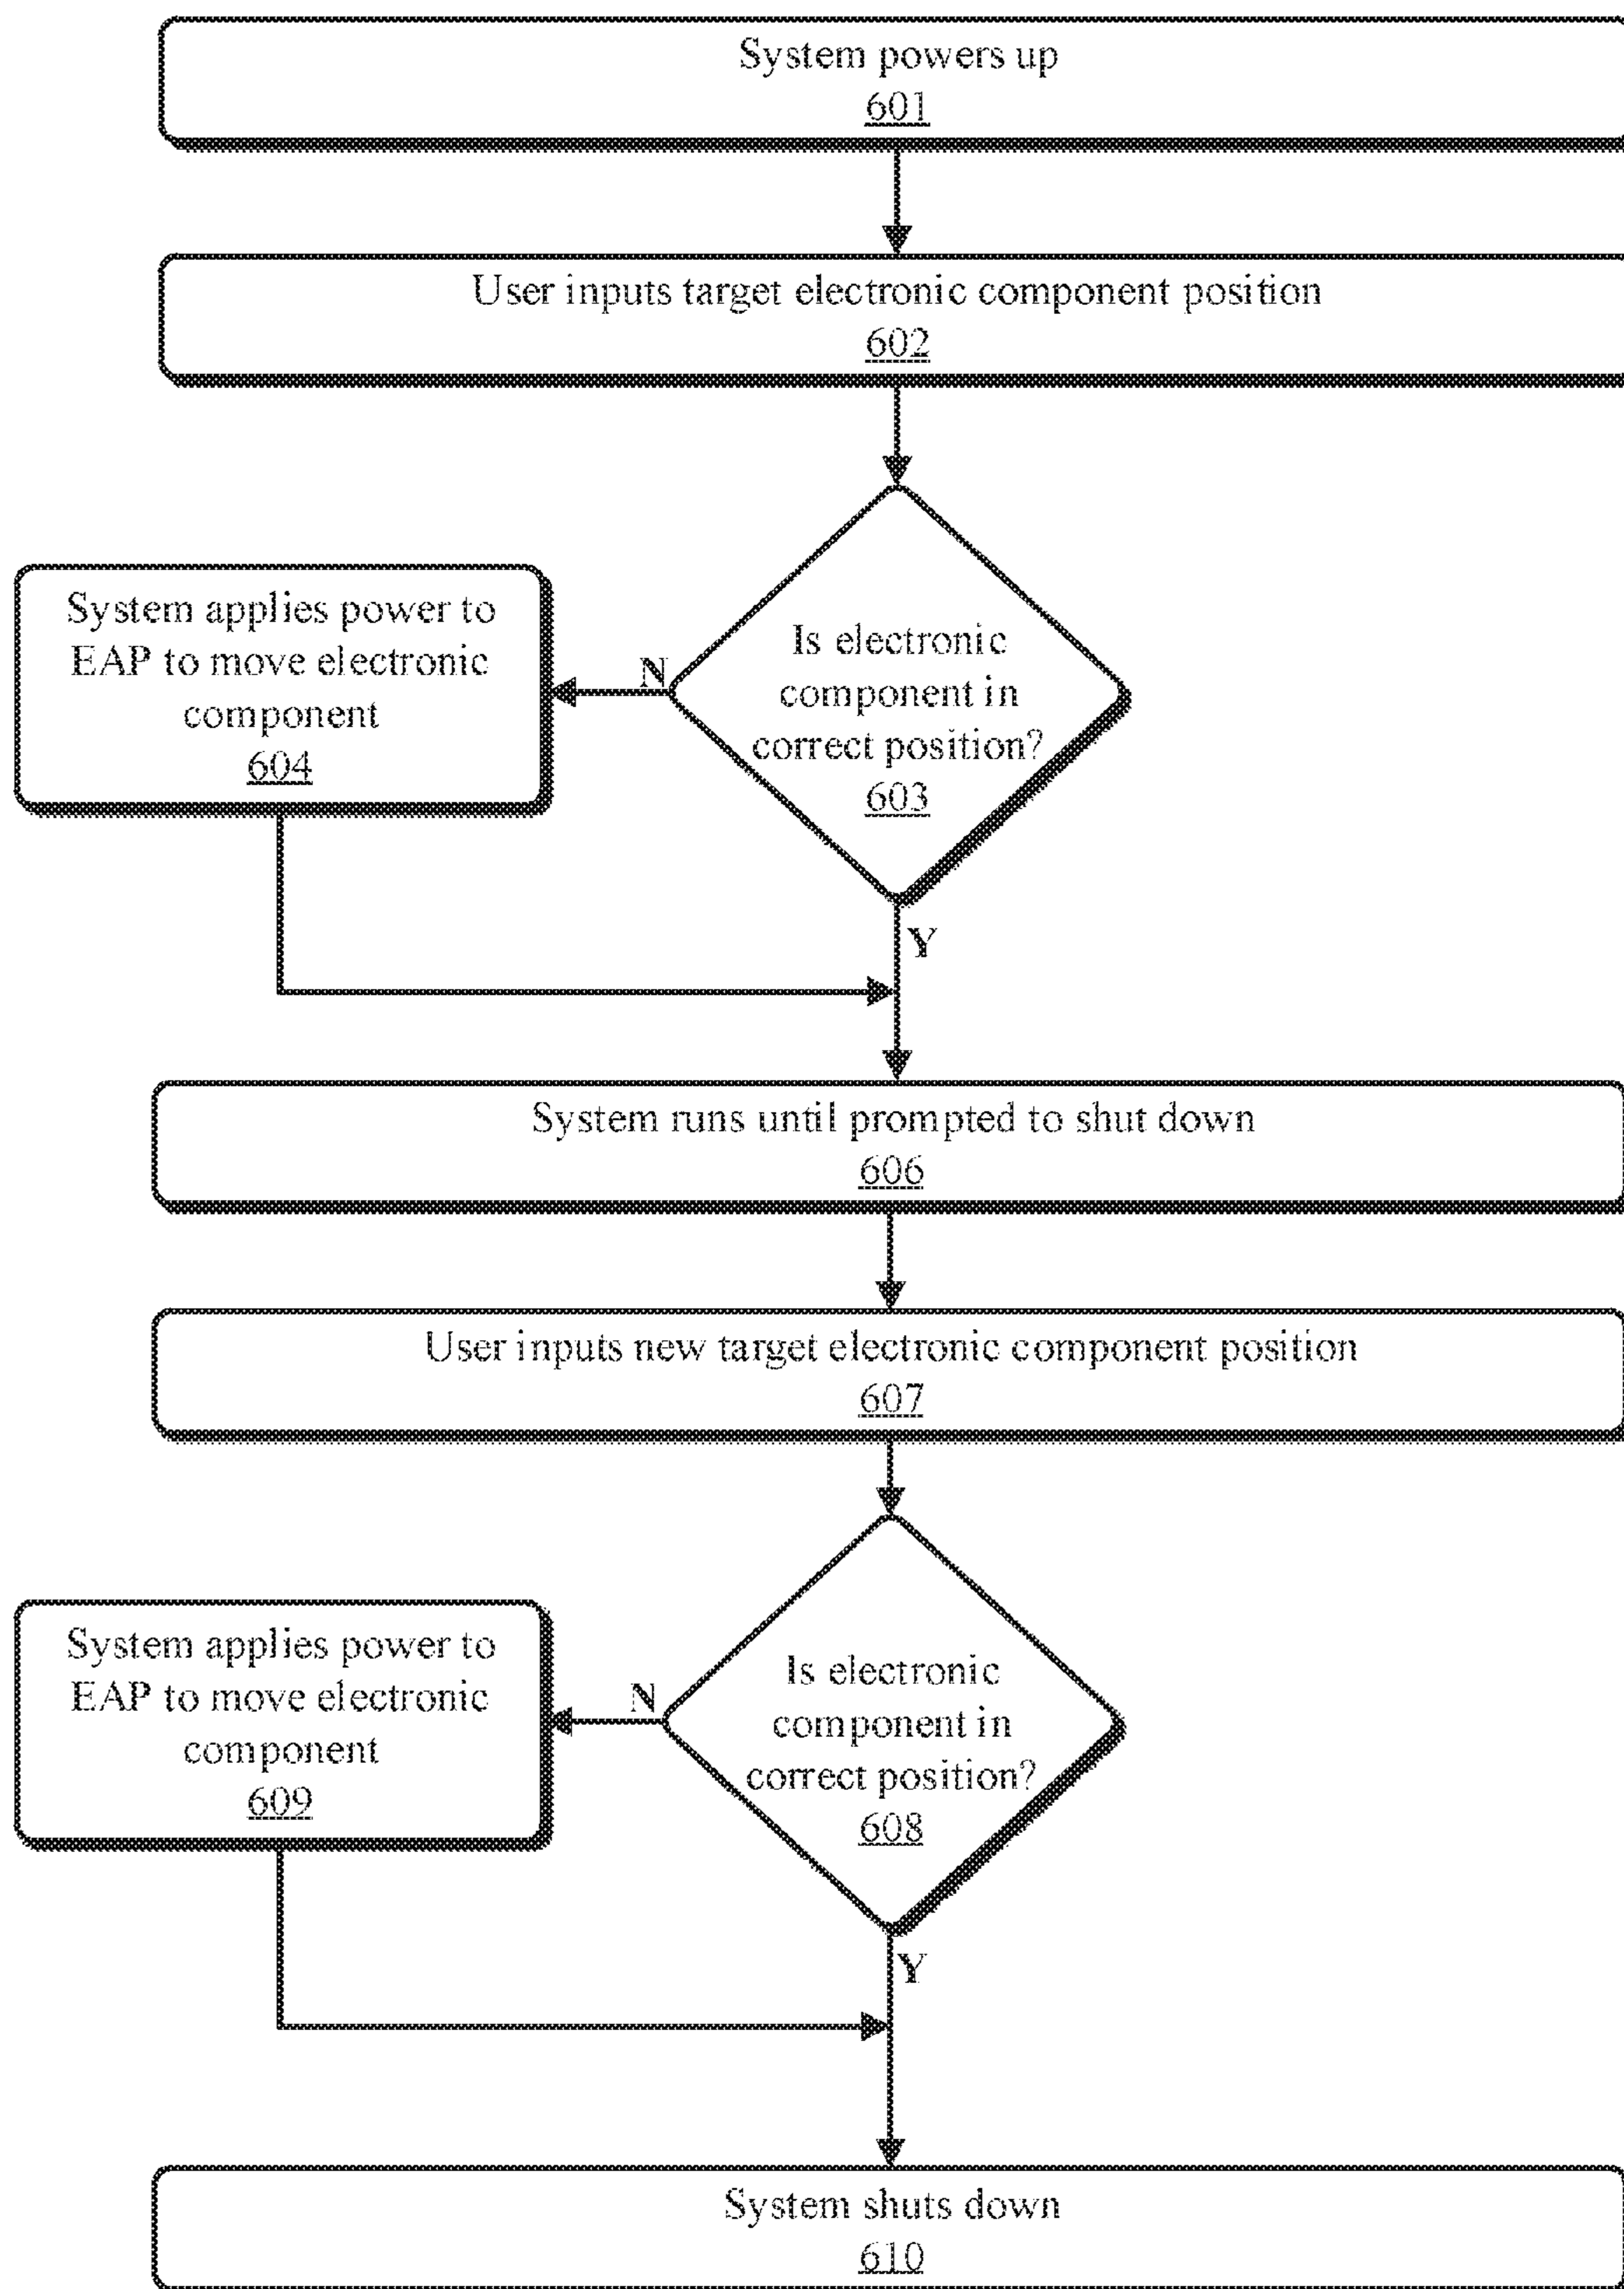 System powers up
601
User inputs target electronic component position
602
System applies power to
EAP to move electronic
component
604
N
Is electronic
component in
correct position?
603
Y
System runs until prompted to shut down
606
User inputs new target electronic component position
607
System applies power to
EAP to move electronic
component
609
N
Is electronic
component in
correct position?
608
Y
System shuts down
610